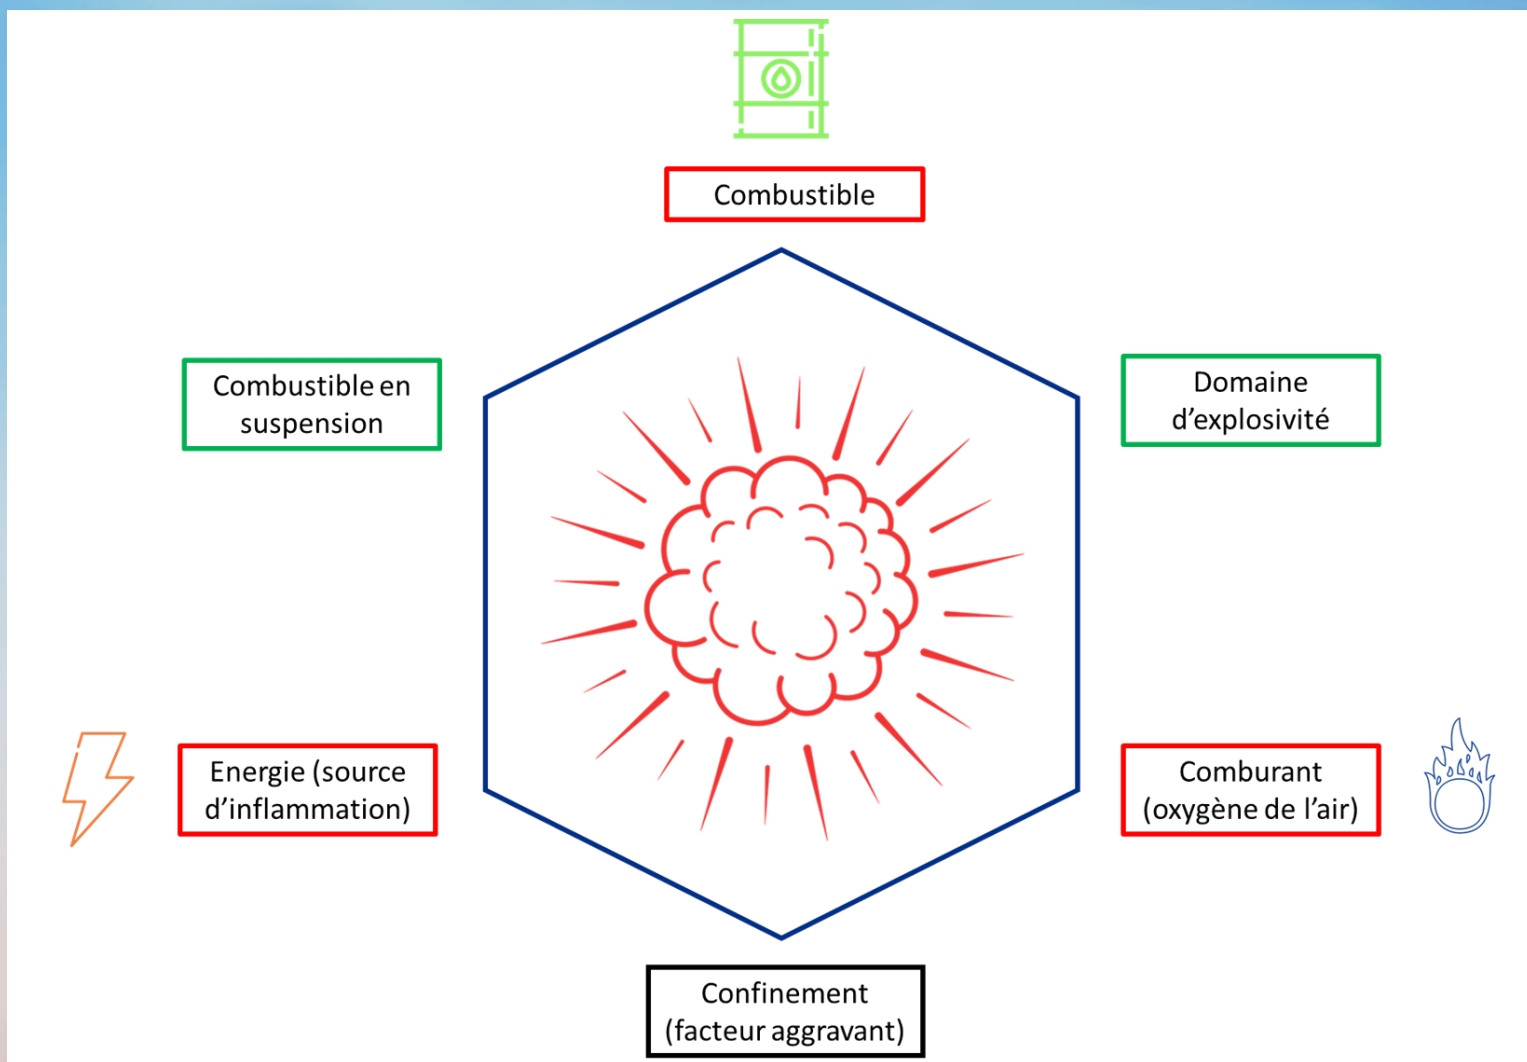 Combustible
Combustible en
suspension
Domaine
d’explosivité
Energie (source
d’inflammation)
Comburant
(oxygène de l’air)
Confinement
(facteur aggravant)